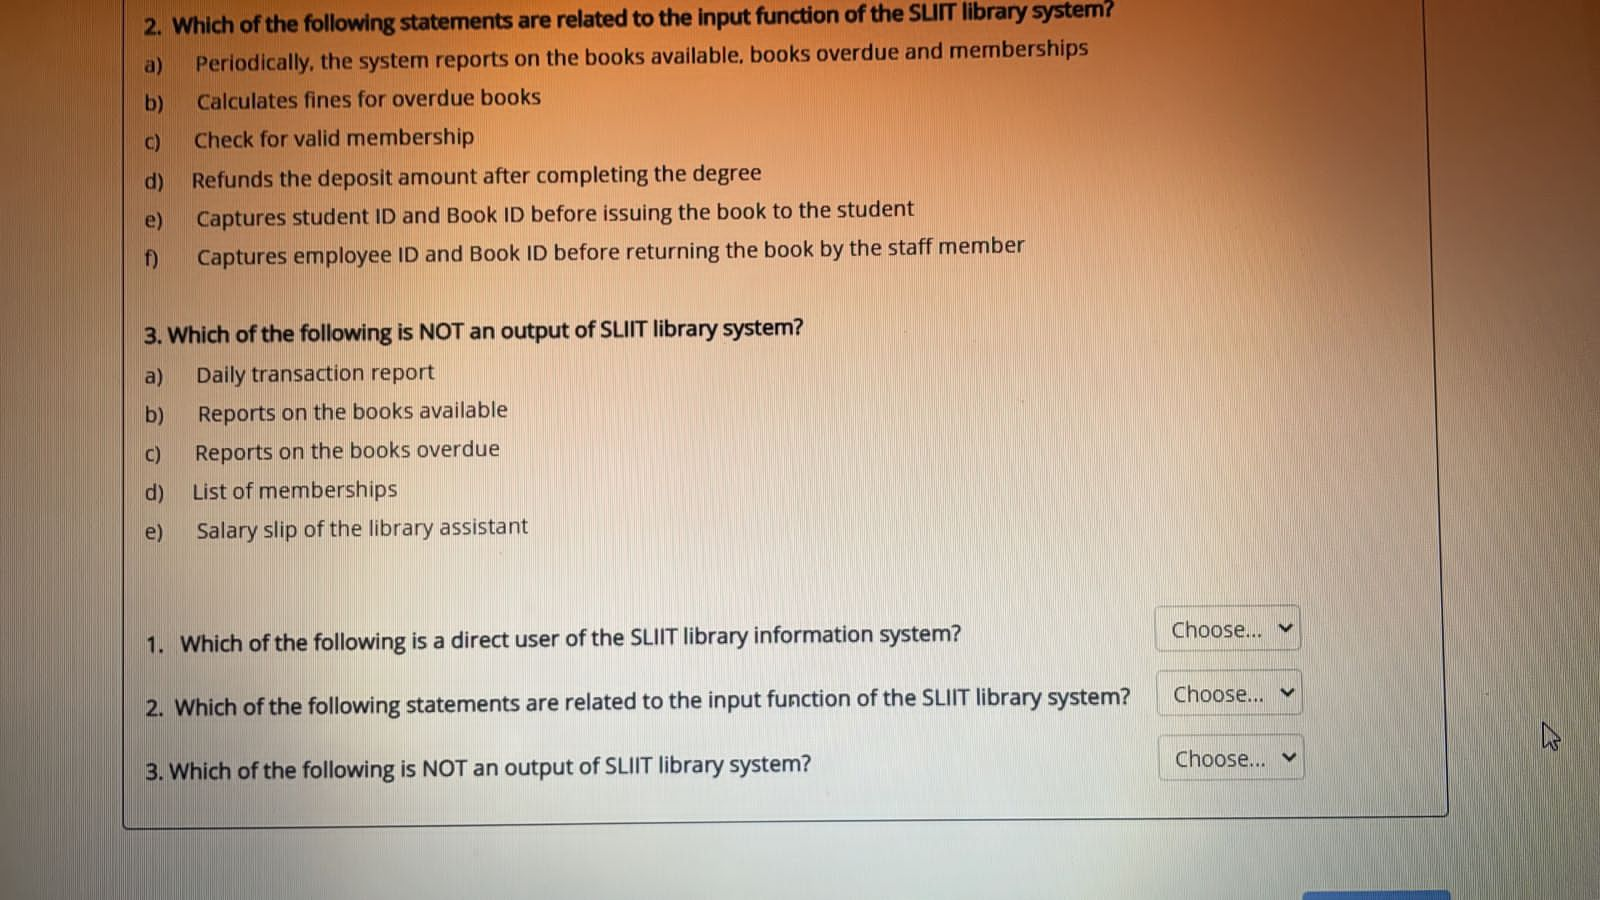 2. Which of the following statements are related to the input function of the SLIIT library system?
a) Periodically, the system reports on the books available, books overdue and memberships
b) Calculates fines for overdue books
c) Check for valid membership
d) Refunds the deposit amount after completing the degree
e) Captures student ID and Book ID before issuing the book to the student
f) Captures employee ID and Book ID before returning the book by the staff member
3. Which of the following is NOT an output of SLIIT library system?
a) Daily transaction report
b) Reports on the books available
c) Reports on the books overdue
d) List of memberships
e) Salary slip of the library assistant
1. Which of the following is a direct user of the SLIIT library information system? Choose...
2. Which of the following statements are related to the input function of the SLIIT library system? Choose...
3. Which of the following is NOT an output of SLIIT library system? Choose...